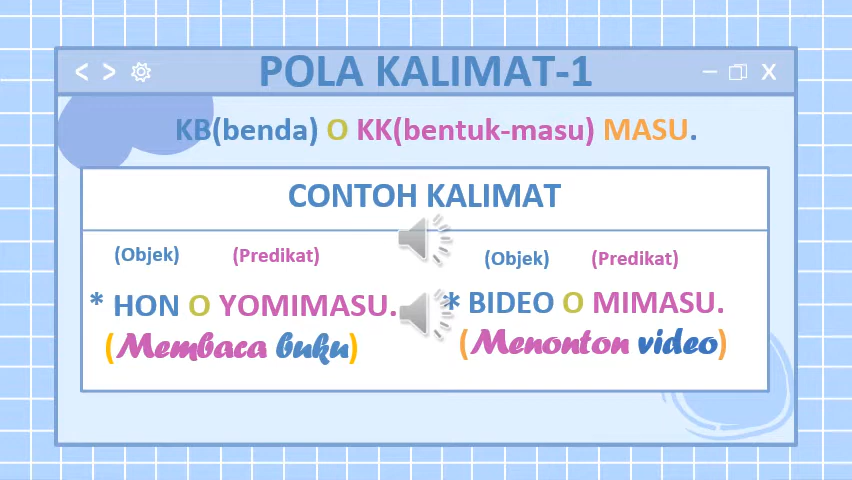 POLA KALIMAT-1
KB(benda) O KK(bentuk-masu) MASU.
CONTOH KALIMAT
(Objek) (Predikat) (Objek) (Predikat)
* HON O YOMIMASU. * BIDEO O MIMASU.
(Membaca buku) (Menonton video)